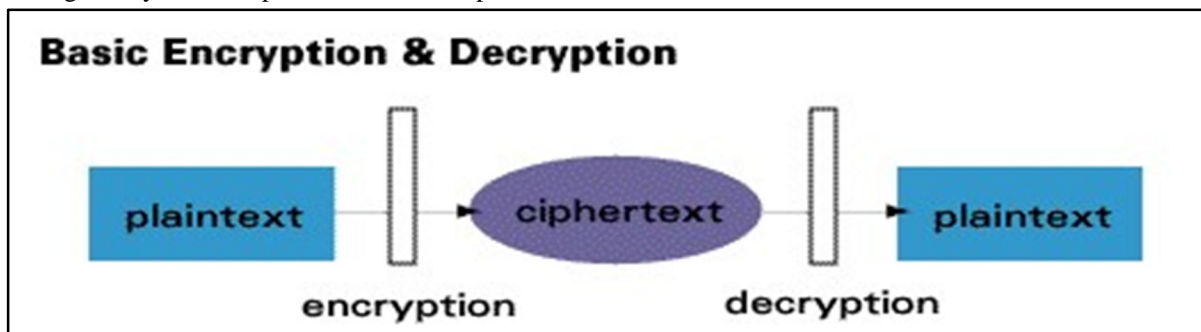 Basic Encryption & Decryption
plaintext
ciphertext
plaintext
encryption
decryption